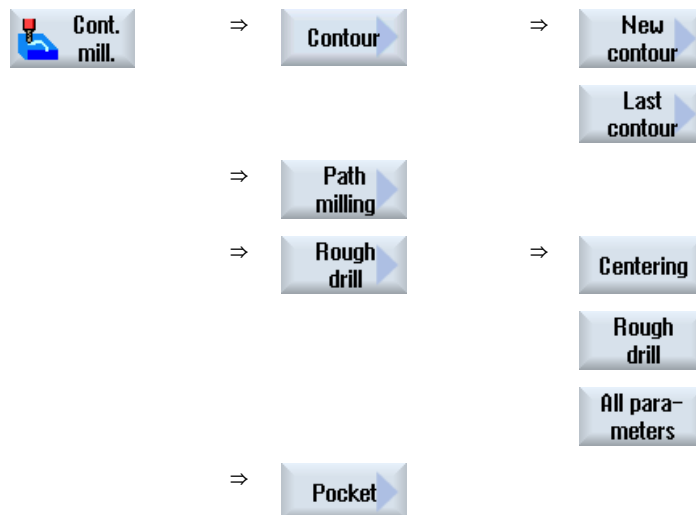 Cont.
mill.
⇒
Contour
⇒
New
contour
Last
contour
⇒
Path
milling
⇒
Rough
drill
⇒
Centering
Rough
drill
All para-
meters
⇒
Pocket